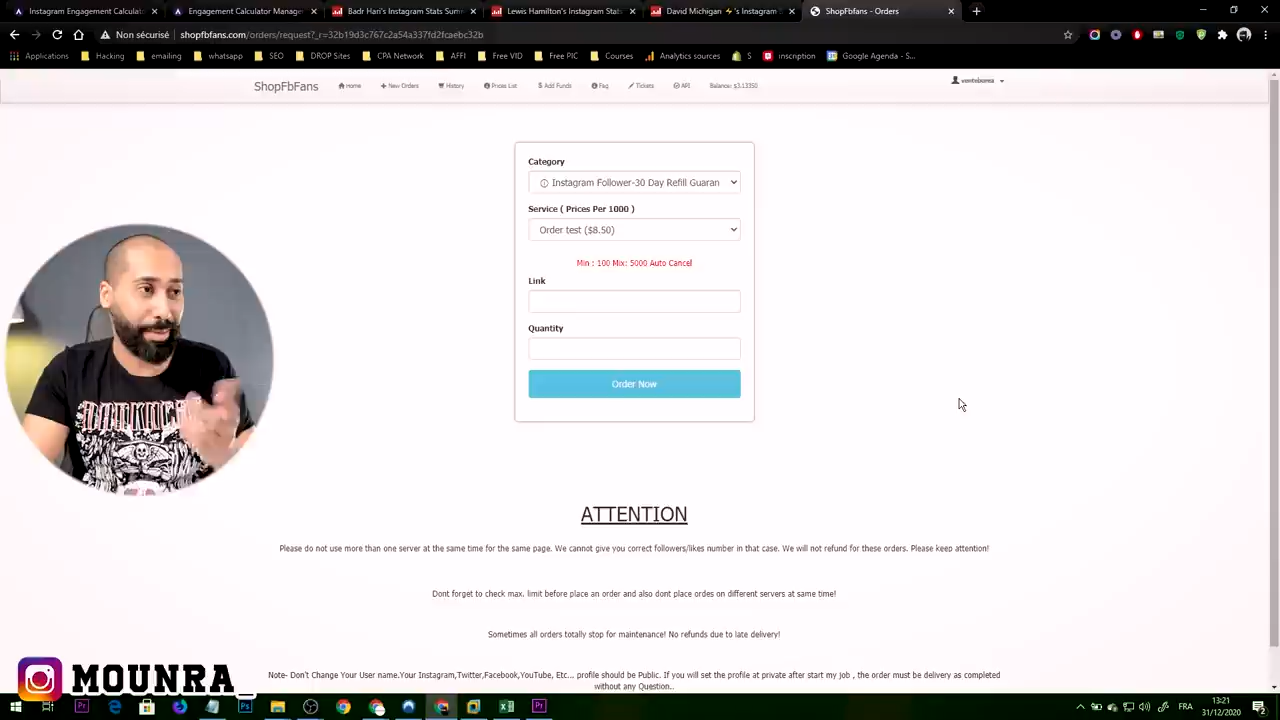 Instagram Engagement Calculator
Instagram Engagement Calculator
Badr Hari's Instagram Stats Sum
Lewis Hamilton's Instagram Stats
Lean Yammine ⚡'s Instagram Stat
ShopFbFans - Orders
Non sécurisé
shopfbfans.com/orders/request?_r=32b19d3c767c2a54a337fd2fcaebc32b
Applications
Hacking
emailing
whatsapp
SEO
DROP Sites
CPA Network
AFFI
Free VID
Free PIC
Courses
Analytics sources
S
inscription
Google Agenda - S...
ShopFbFans
Home
New Orders
History
Prices List
Add Funds
Faq
Tickets
API
Balance: $3.13350
Category
Instagram Follower-30 Day Refill Guaran
Service ( Prices Per 1000 )
Order test ($8.50)
Min : 100 Mix: 5000 Auto Cancel
Link
Quantity
Order Now
ATTENTION
Please do not use more than one server at the same time for the same page. We cannot give you correct followers/likes number in that case. We will not refund for these orders. Please keep attention!
Dont forget to check max. limit before place an order and also dont place ordes on different servers at same time!
Sometimes all orders totally stop for maintenance! No refunds due to late delivery!
Note- Don't Change Your User name.Your Instagram,Twitter,Facebook,YouTube, Etc... profile should be Public. If you will set the profile at private after start my job , the order must be delivery as completed
without any Question..
MOUNRA_
FRA
13:21
31/12/2020